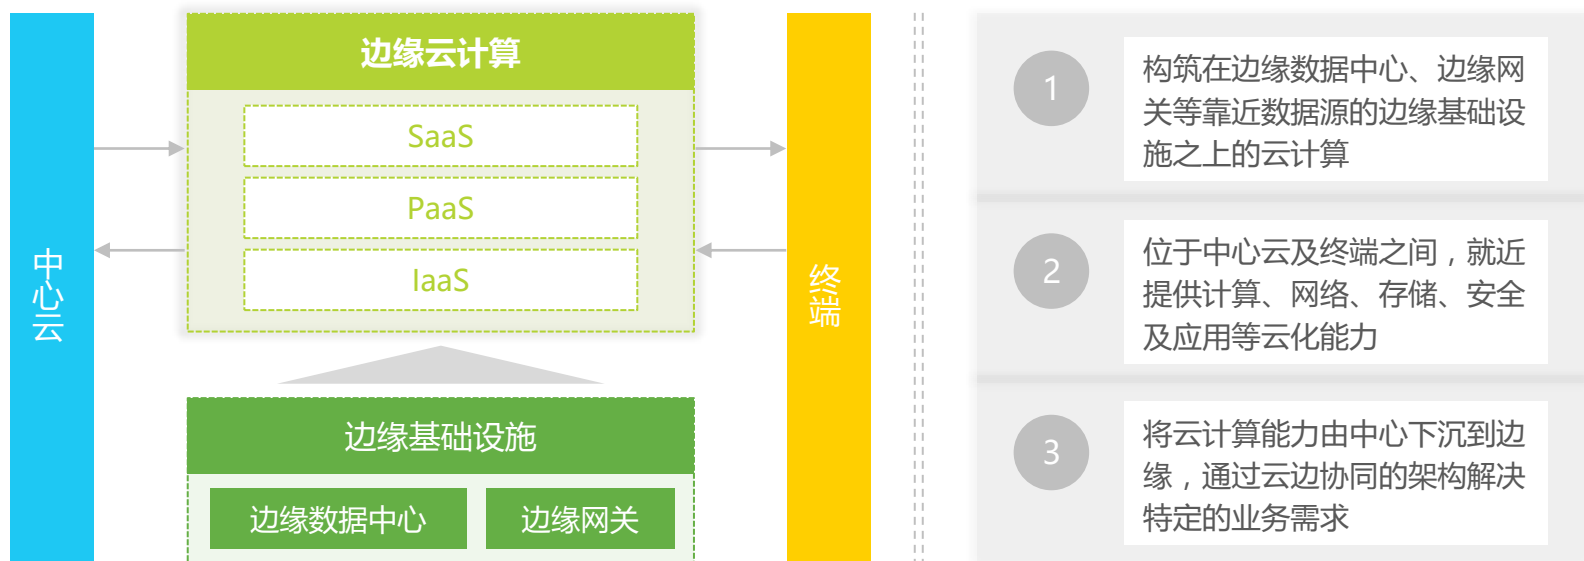 中心云
边缘云计算
SaaS
PaaS
IaaS
边缘基础设施
边缘数据中心
边缘网关
终端
1
构筑在边缘数据中心、边缘网
关等靠近数据源的边缘基础设
施之上的云计算
2
位于中心云及终端之间，就近
提供计算、网络、存储、安全
及应用等云化能力
3
将云计算能力由中心下沉到边
缘，通过云边协同的架构解决
特定的业务需求